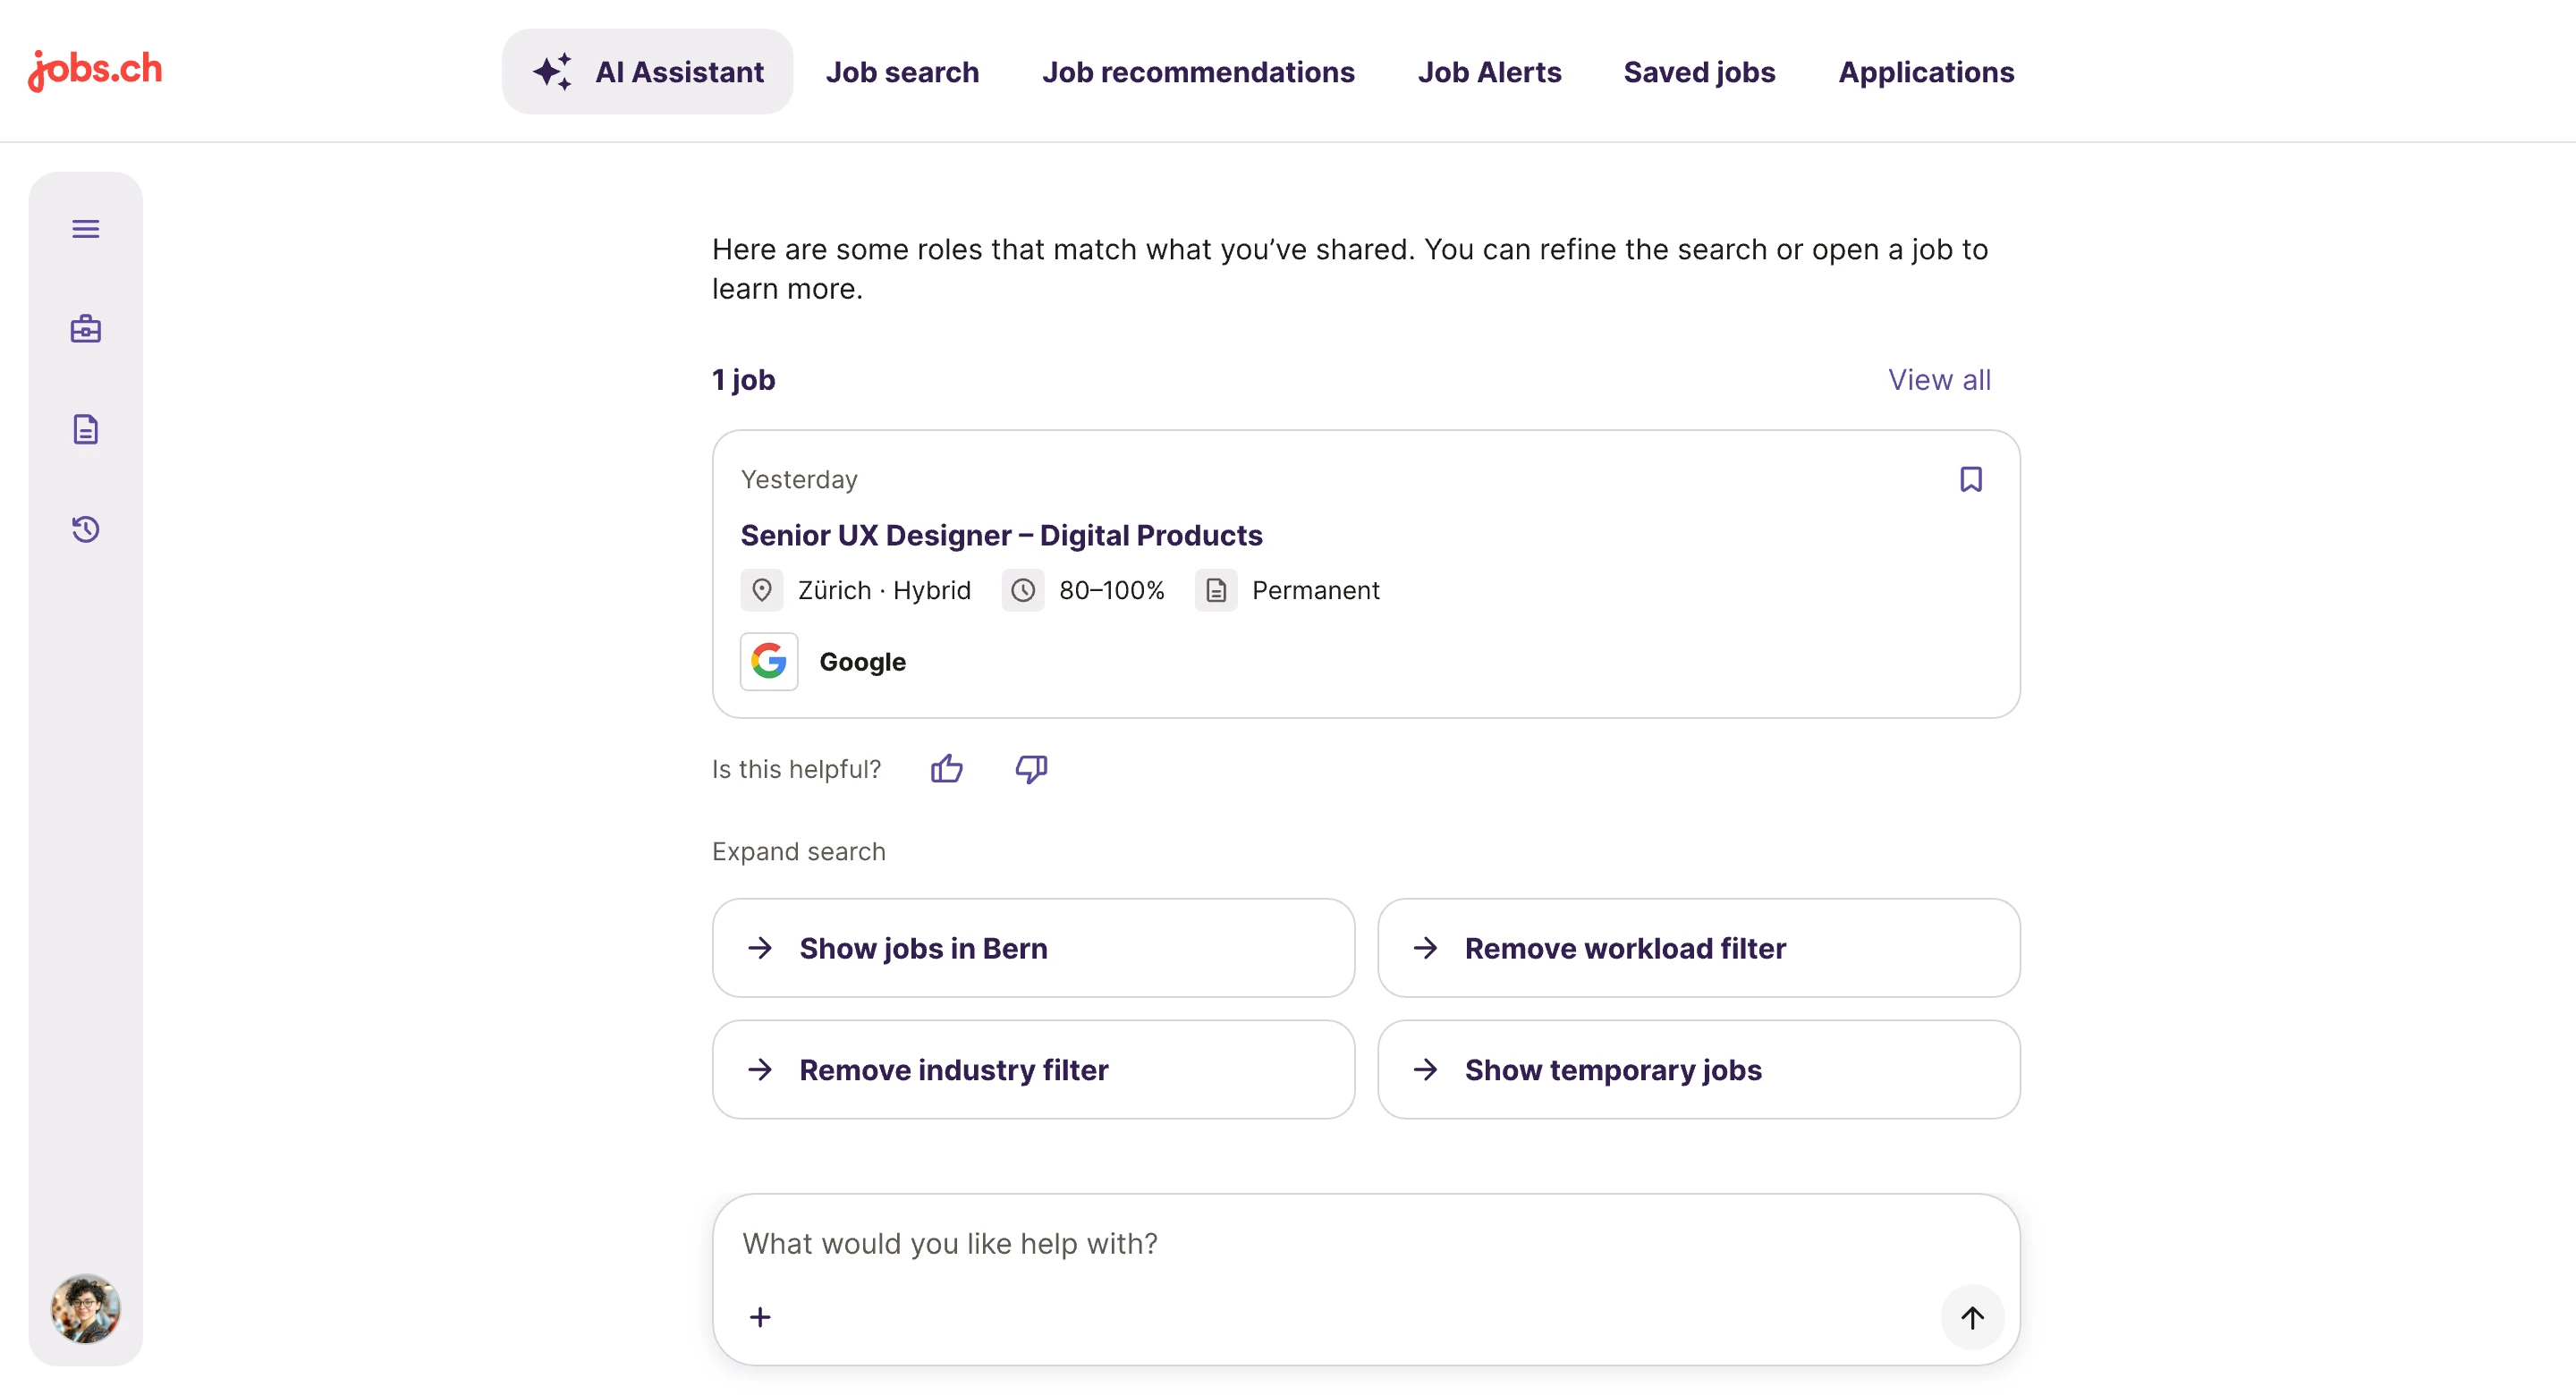 jobs.ch
AI Assistant
Job search
Job recommendations
Job Alerts
Saved jobs
Applications
Here are some roles that match what you’ve shared. You can refine the search or open a job to
learn more.
1 job
View all
Yesterday
Senior UX Designer – Digital Products
Zürich · Hybrid
80–100%
Permanent
Google
Is this helpful?
Expand search
Show jobs in Bern
Remove workload filter
Remove industry filter
Show temporary jobs
What would you like help with?